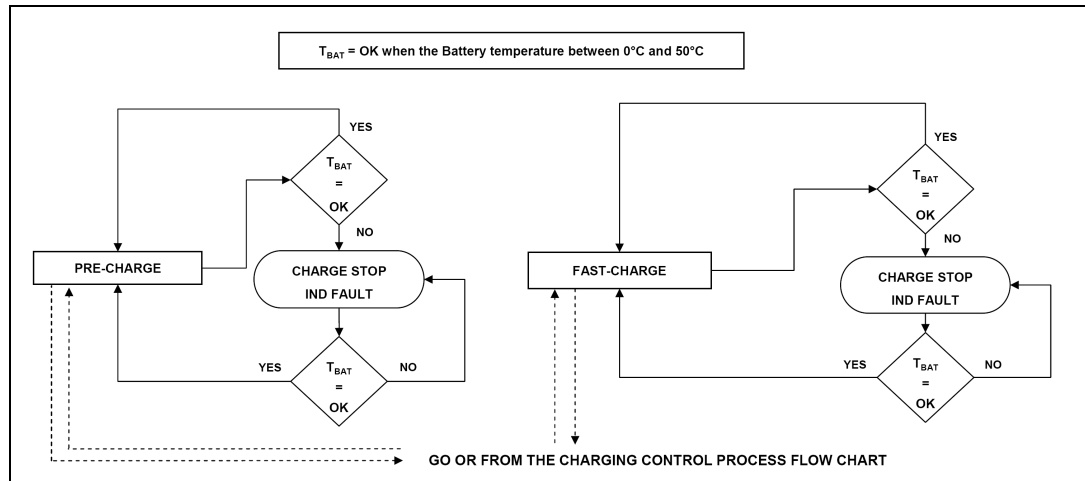 T_BAT = OK when the Battery temperature between 0°C and 50°C
YES
T_BAT
=
OK
NO
PRE-CHARGE
CHARGE STOP
IND FAULT
YES
T_BAT
=
OK
NO
YES
T_BAT
=
OK
NO
FAST-CHARGE
CHARGE STOP
IND FAULT
YES
T_BAT
=
OK
NO
GO OR FROM THE CHARGING CONTROL PROCESS FLOW CHART